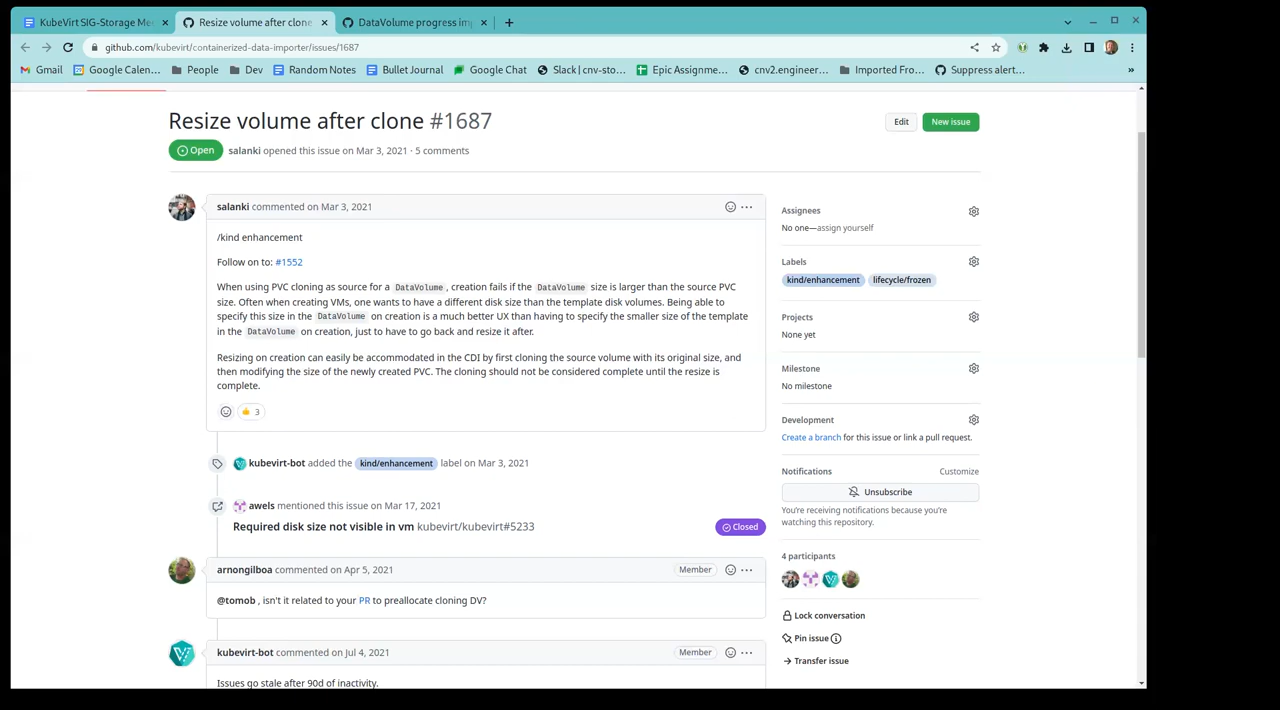 KubeVirt SIG-Storage Me
Resize volume after clone
DataVolume progress im
github.com/kubevirt/containerized-data-importer/issues/1687
Gmail
Google Calen...
People
Dev
Random Notes
Bullet Journal
Google Chat
Slack | cnv-sto...
Epic Assignme...
cnv2.engineer...
Imported Fro...
Suppress alert...
»
Resize volume after clone #1687
Edit
New issue
Open
salanki opened this issue on Mar 3, 2021 · 5 comments
salanki commented on Mar 3, 2021
/kind enhancement
Follow on to: #1552
When using PVC cloning as source for a DataVolume, creation fails if the DataVolume size is larger than the source PVC
size. Often when creating VMs, one wants to have a different disk size than the template disk volumes. Being able to
specify this size in the DataVolume on creation is a much better UX than having to specify the smaller size of the template
in the DataVolume on creation, just to have to go back and resize it after.
Resizing on creation can easily be accommodated in the CDI by first cloning the source volume with its original size, and
then modifying the size of the newly created PVC. The cloning should not be considered complete until the resize is
complete.
3
kubevirt-bot added the kind/enhancement label on Mar 3, 2021
awels mentioned this issue on Mar 17, 2021
Required disk size not visible in vm kubevirt/kubevirt#5233
Closed
arnongilboa commented on Apr 5, 2021
Member
@tomob , isn't it related to your PR to preallocate cloning DV?
kubevirt-bot commented on Jul 4, 2021
Member
Issues go stale after 90d of inactivity.
Assignees
No one—assign yourself
Labels
kind/enhancement
lifecycle/frozen
Projects
None yet
Milestone
No milestone
Development
Create a branch for this issue or link a pull request.
Notifications
Customize
Unsubscribe
You're receiving notifications because you're
watching this repository.
4 participants
Lock conversation
Pin issue
Transfer issue